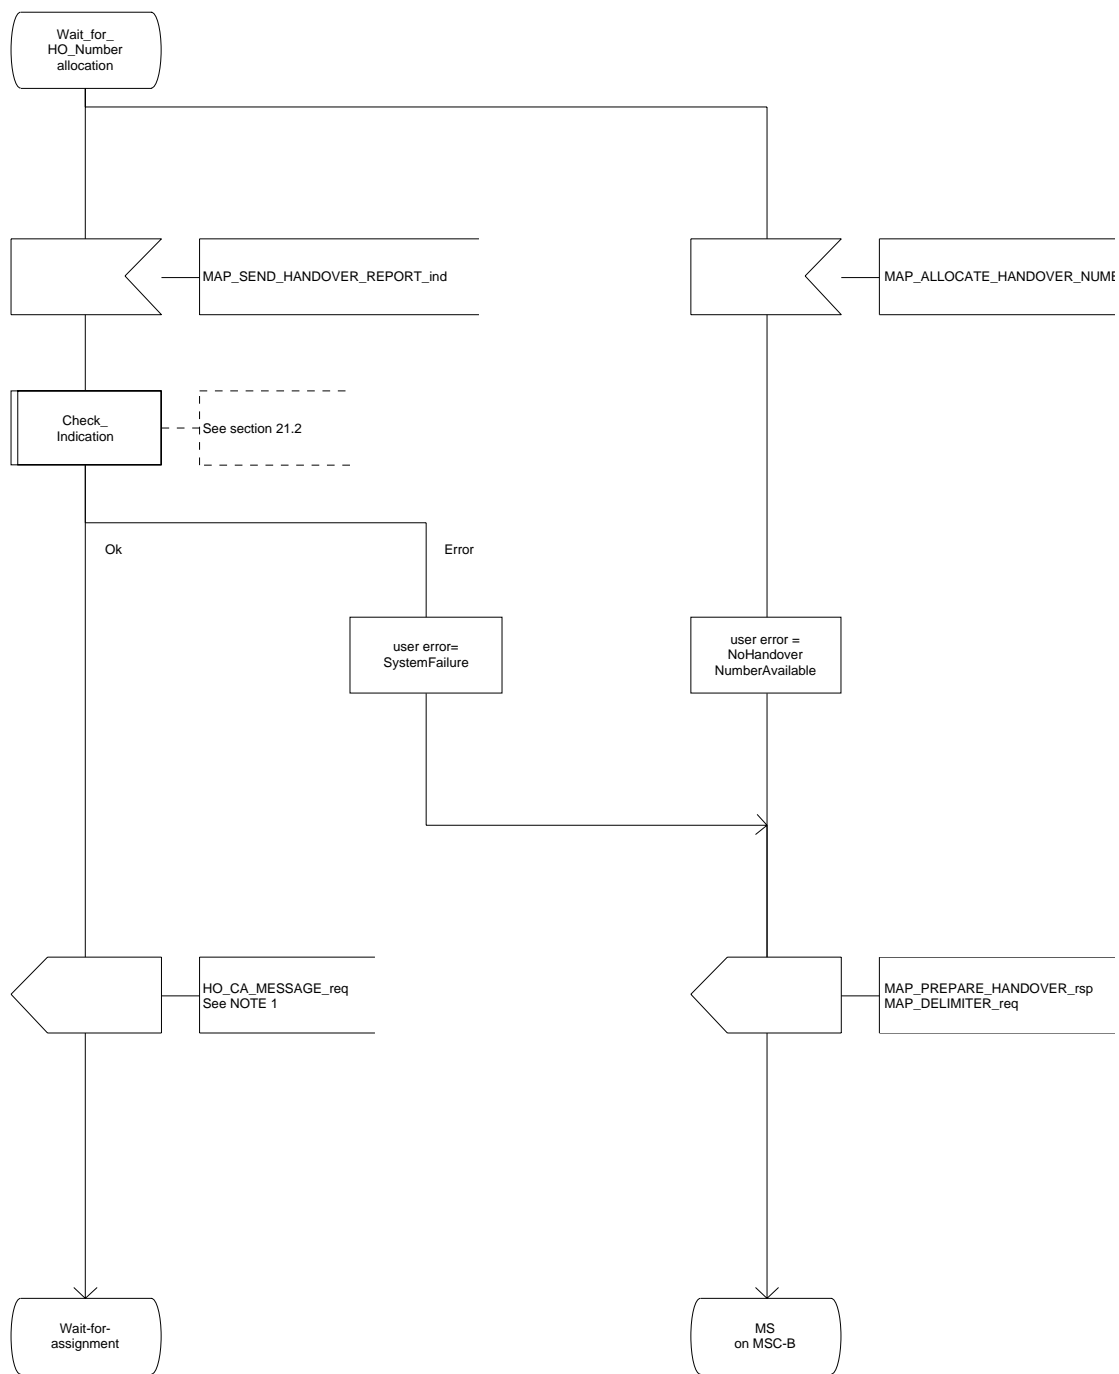 Wait_for_
HO_Number
allocation
MAP_SEND_HANDOVER_REPORT_ind
MAP_ALLOCATE_HANDOVER_NUME
Check_
Indication
See section 21.2
Ok
Error
user error=
SystemFailure
user error =
NoHandover
NumberAvailable
HO_CA_MESSAGE_req
See NOTE 1
MAP_PREPARE_HANDOVER_rsp
MAP_DELIMITER_req
Wait-for-
assignment
MS
on MSC-B